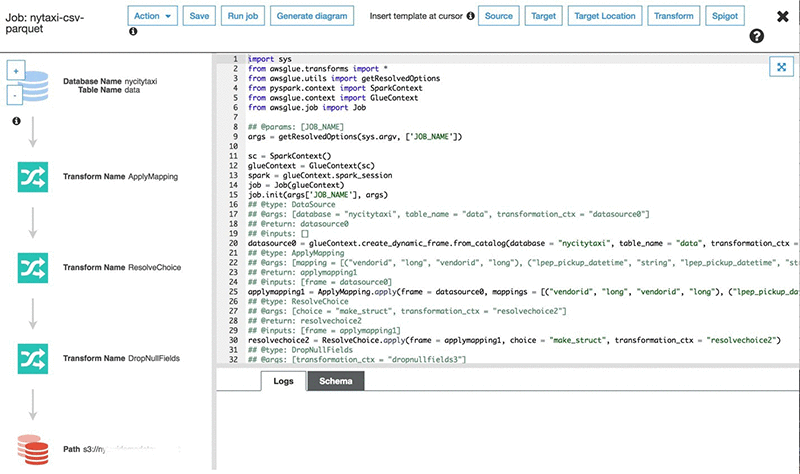 Job: nytaxi-csv-
parquet
Action Save Run job Generate diagram Insert template at cursor Source Target Target Location Transform Spigot
+
-
Database Name nycitytaxi
Table Name data
Transform Name ApplyMapping
Transform Name ResolveChoice
Transform Name DropNullFields
Path s3://ny
1 import sys
2 from awsglue.transforms import *
3 from awsglue.utils import getResolvedOptions
4 from pyspark.context import SparkContext
5 from awsglue.context import GlueContext
6 from awsglue.job import Job
7
8 ## @params: [JOB_NAME]
9 args = getResolvedOptions(sys.argv, ['JOB_NAME'])
10
11 sc = SparkContext()
12 glueContext = GlueContext(sc)
13 spark = glueContext.spark_session
14 job = Job(glueContext)
15 job.init(args['JOB_NAME'], args)
16 ## @type: DataSource
17 ## @args: [database = "nycitytaxi", table_name = "data", transformation_ctx = "datasource0"]
18 ## @return: datasource0
19 ## @inputs: []
20 datasource0 = glueContext.create_dynamic_frame.from_catalog(database = "nycitytaxi", table_name = "data", transformation_ctx =
21 ## @type: ApplyMapping
22 ## @args: [mapping = [("vendorid", "long", "vendorid", "long"), ("lpep_pickup_datetime", "string", "lpep_pickup_datetime", "st
23 ## @return: applymapping1
24 ## @inputs: [frame = datasource0]
25 applymapping1 = ApplyMapping.apply(frame = datasource0, mappings = [("vendorid", "long", "vendorid", "long"), ("lpep_pickup_da
26 ## @type: ResolveChoice
27 ## @args: [choice = "make_struct", transformation_ctx = "resolvechoice2"]
28 ## @return: resolvechoice2
29 ## @inputs: [frame = applymapping1]
30 resolvechoice2 = ResolveChoice.apply(frame = applymapping1, choice = "make_struct", transformation_ctx = "resolvechoice2")
31 ## @type: DropNullFields
32 ## @args: [transformation_ctx = "dropnullfields3"]
Logs Schema